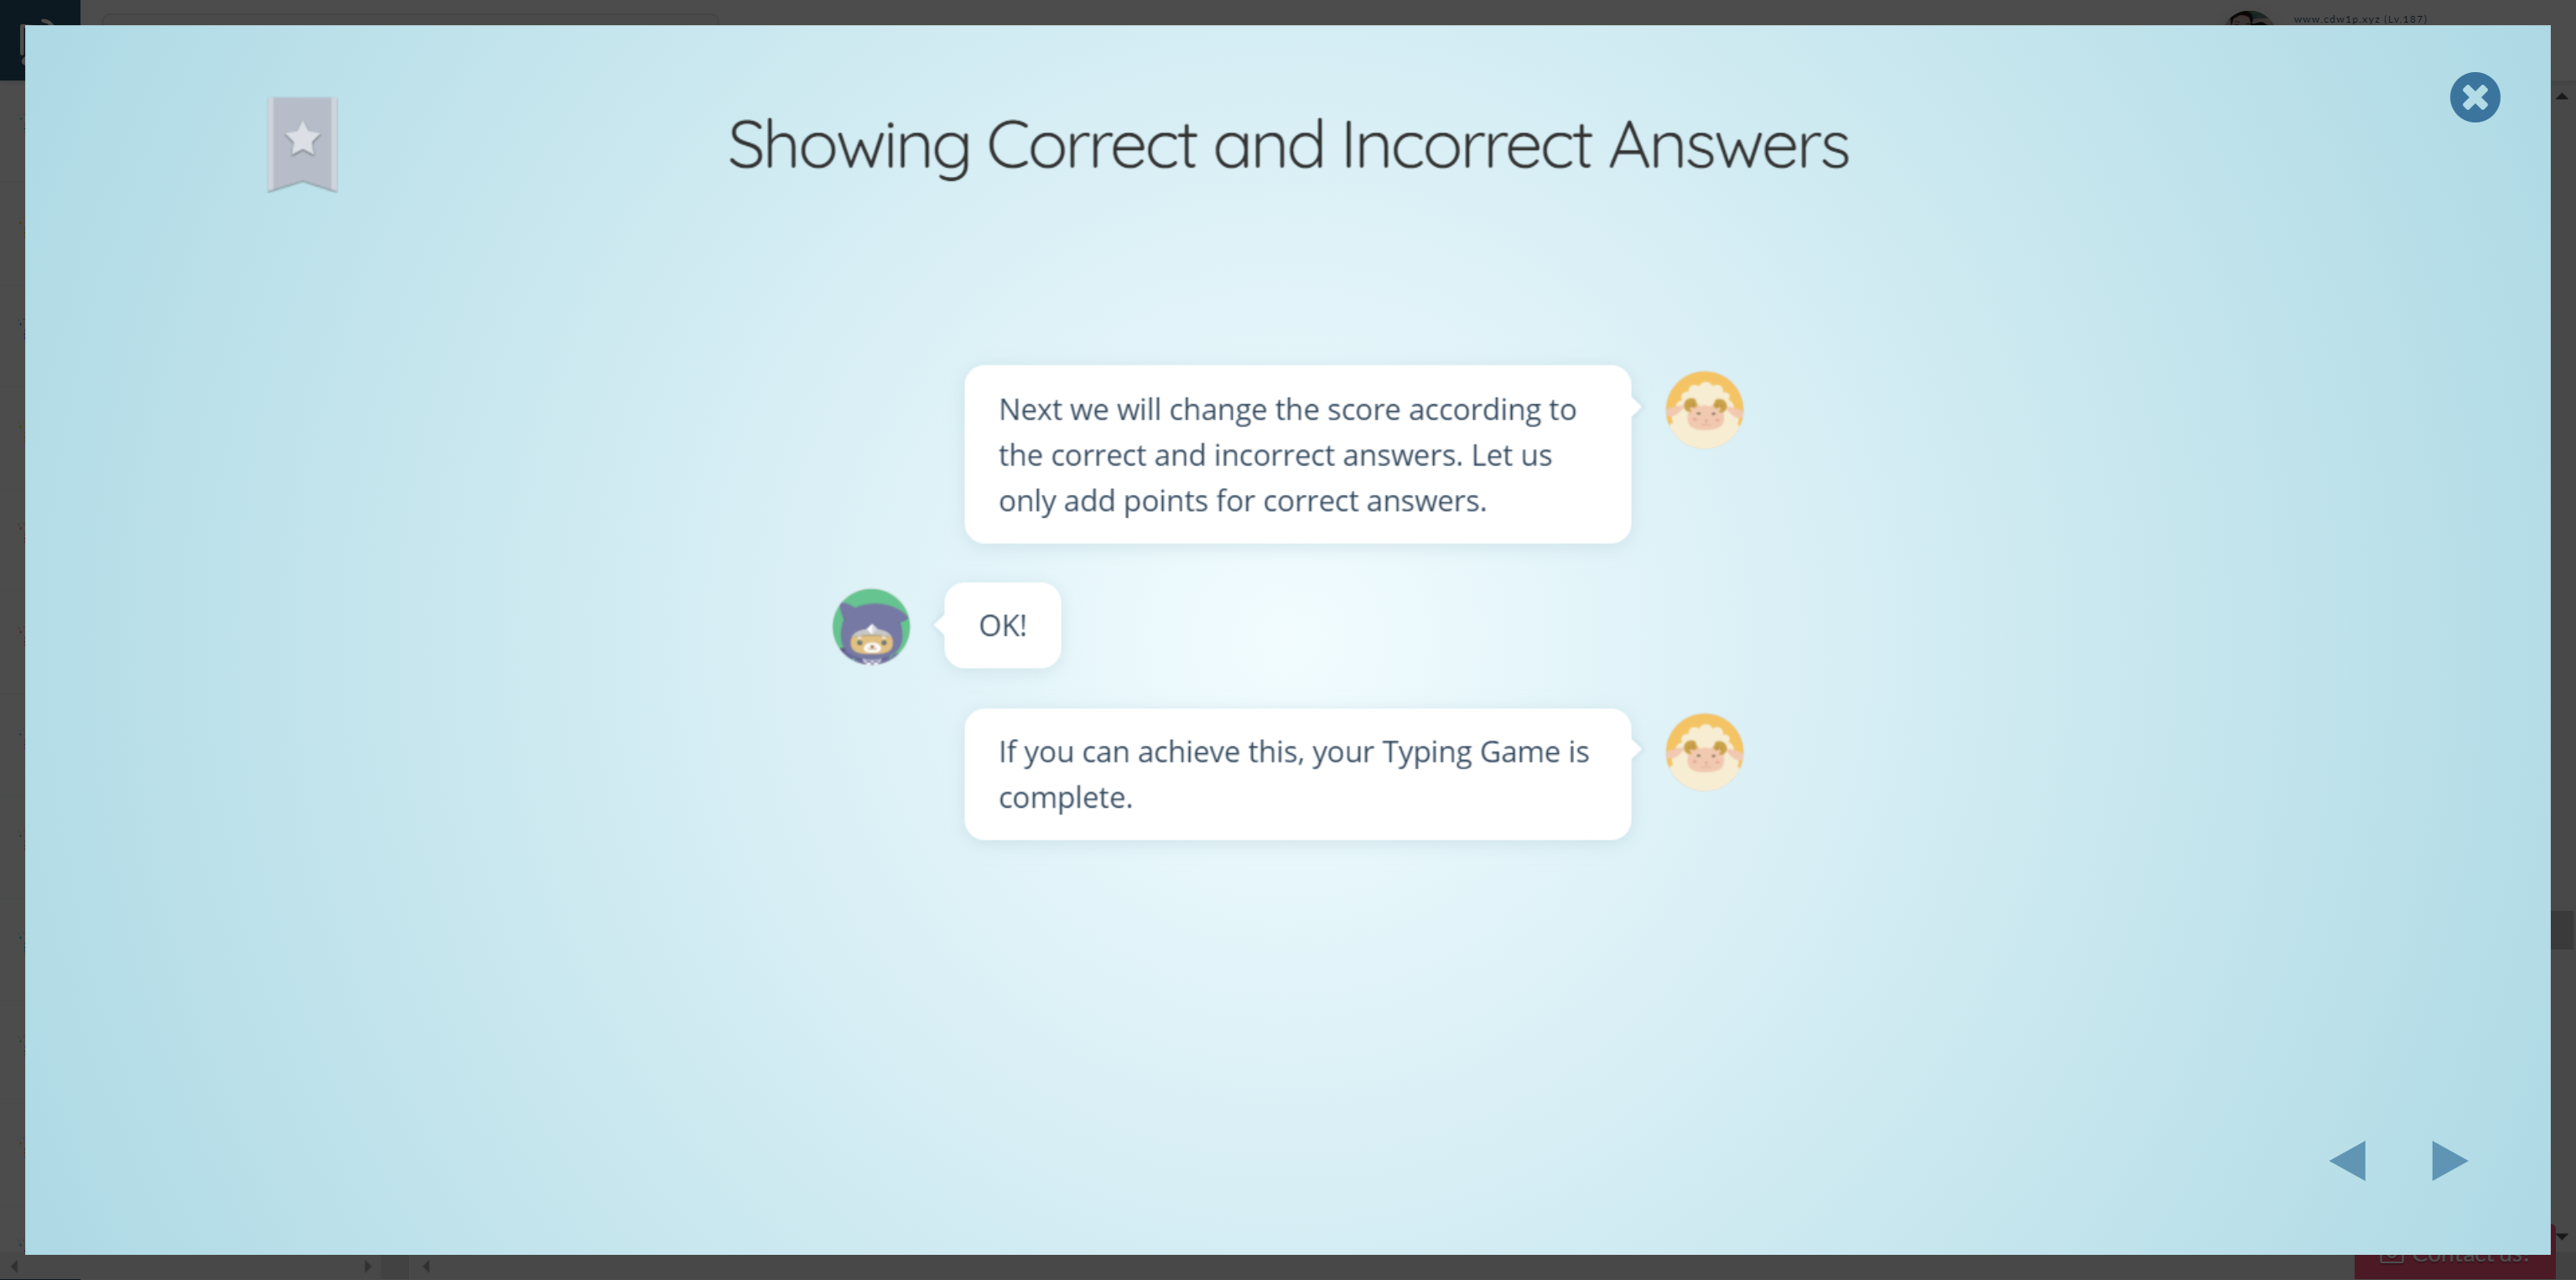 www.cdw1p.xyz (Lv.187)
Showing Correct and Incorrect Answers
Next we will change the score according to
the correct and incorrect answers. Let us
only add points for correct answers.
OK!
If you can achieve this, your Typing Game is
complete.
Contact us!